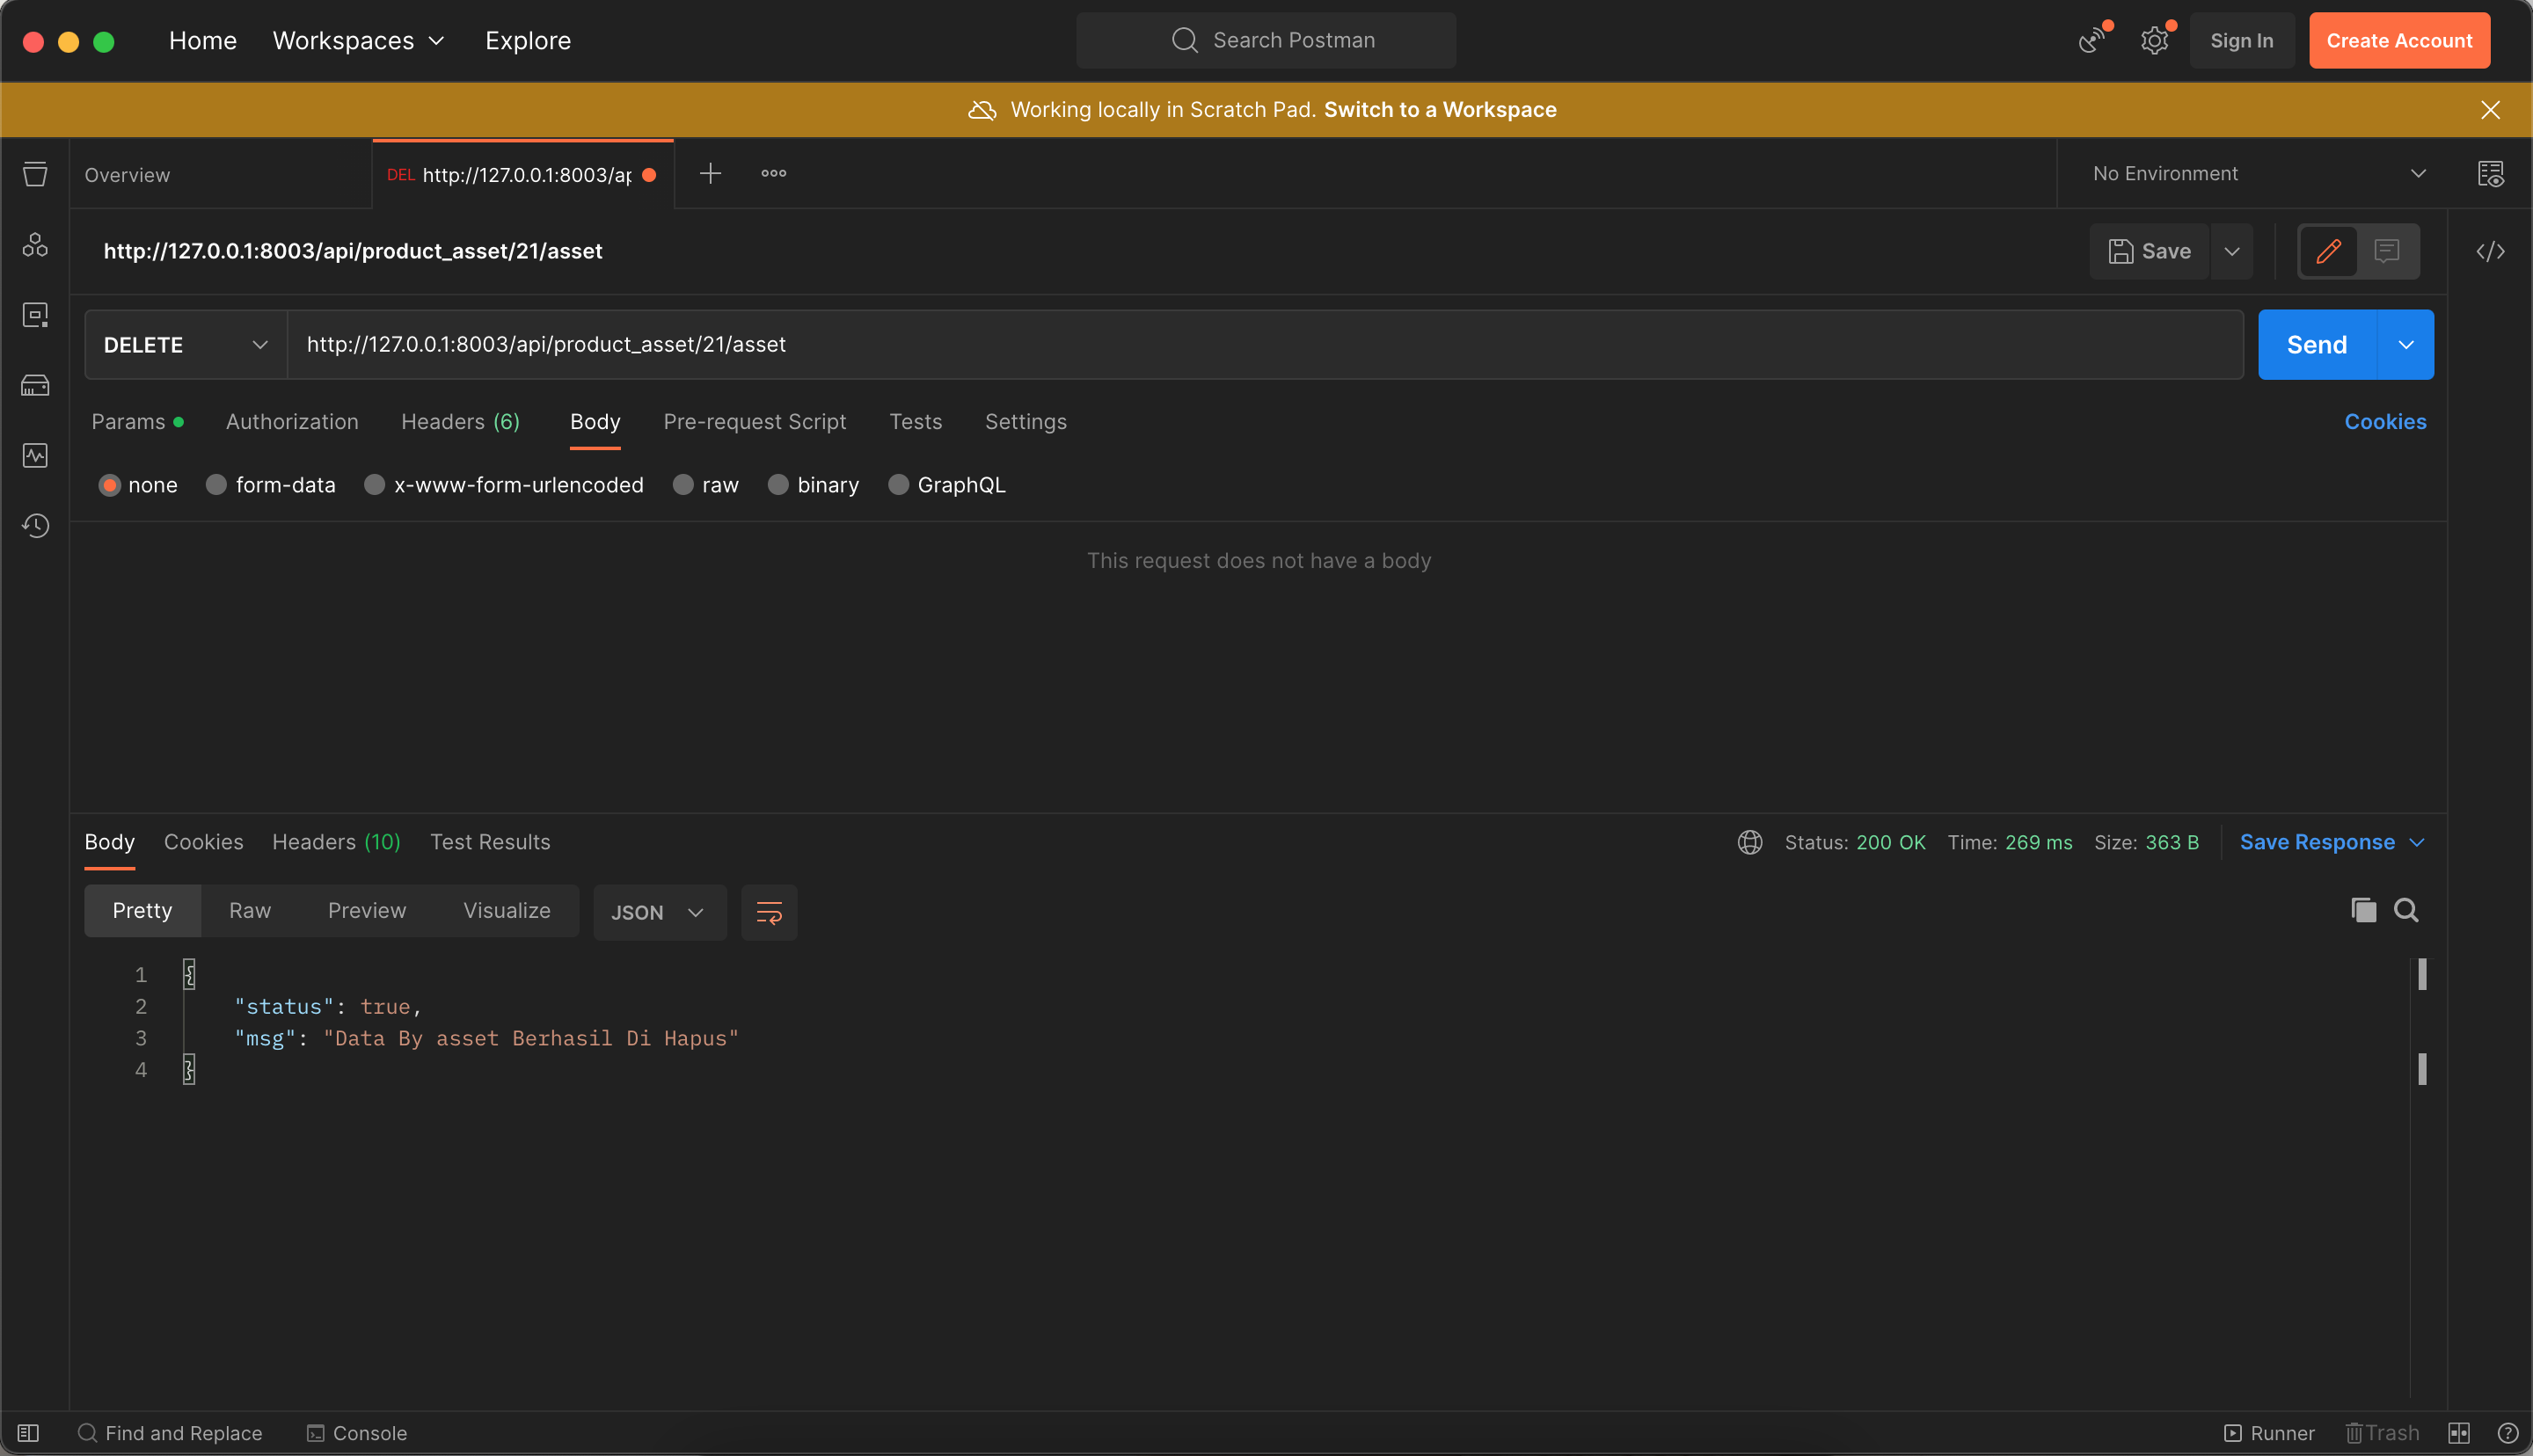 Home Workspaces Explore Search Postman Sign In Create Account
Working locally in Scratch Pad. Switch to a Workspace
Overview DEL http://127.0.0.1:8003/ap No Environment
http://127.0.0.1:8003/api/product_asset/21/asset Save
DELETE http://127.0.0.1:8003/api/product_asset/21/asset Send
Params Authorization Headers (6) Body Pre-request Script Tests Settings Cookies
none form-data x-www-form-urlencoded raw binary GraphQL
This request does not have a body
Body Cookies Headers (10) Test Results Status: 200 OK Time: 269 ms Size: 363 B Save Response
Pretty Raw Preview Visualize JSON
1 {
2 "status": true,
3 "msg": "Data By asset Berhasil Di Hapus"
4 }
Find and Replace Console Runner Trash